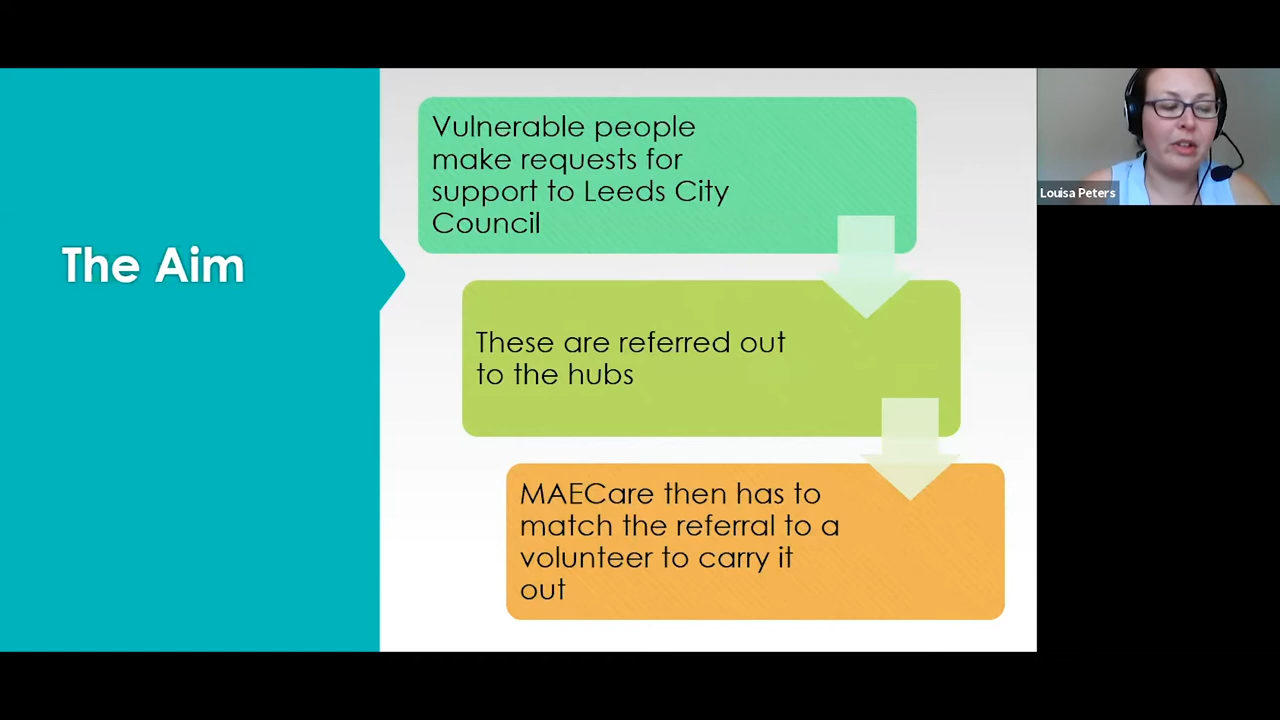 The Aim
Vulnerable people
make requests for
support to Leeds City
Council
These are referred out
to the hubs
MAECare then has to
match the referral to a
volunteer to carry it
out
Louisa Peters